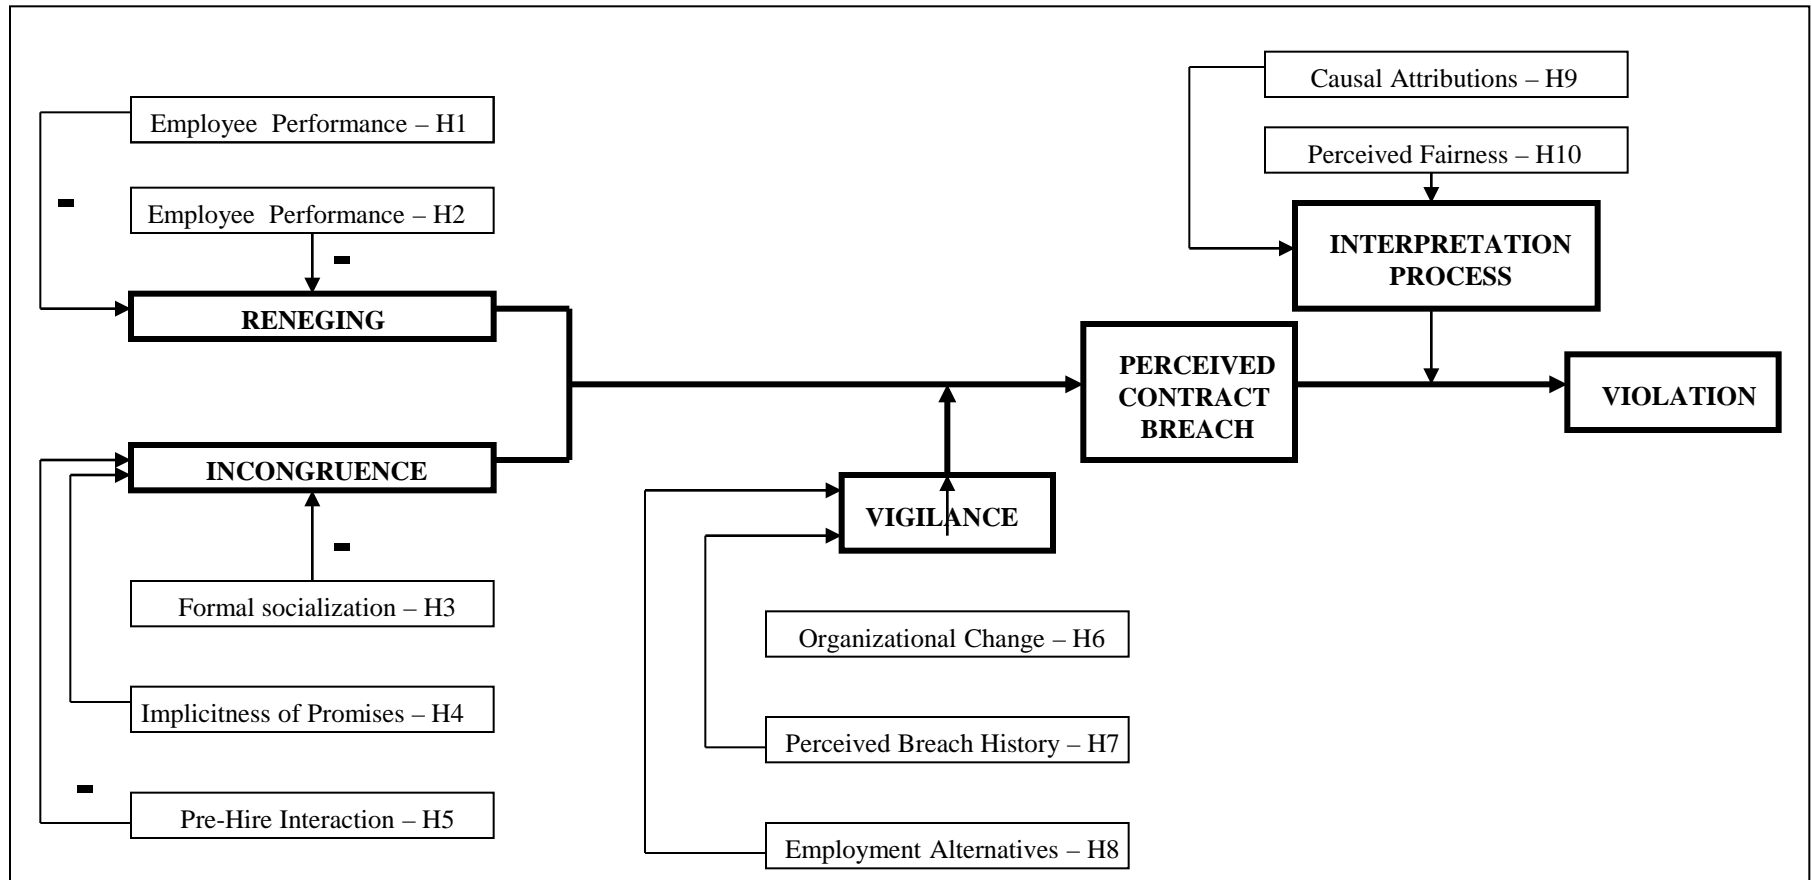 Causal Attributions – H9
Employee Performance – H1
Perceived Fairness – H10
-
Employee Performance – H2
-
INTERPRETATION
PROCESS
RENEGING
PERCEIVED
CONTRACT
BREACH
VIOLATION
INCONGRUENCE
VIGILANCE
-
Formal socialization – H3
Organizational Change – H6
Implicitness of Promises – H4
Perceived Breach History – H7
-
Pre-Hire Interaction – H5
Employment Alternatives – H8